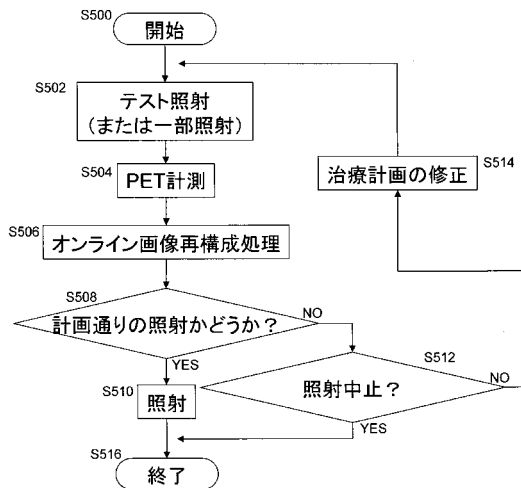 S500
開始
S502
テスト照射
（または一部照射）
S504
PET計測
S514
治療計画の修正
S506
オンライン画像再構成処理
S508
計画通りの照射かどうか？
NO
YES
S512
照射中止？
NO
YES
S510
照射
S516
終了